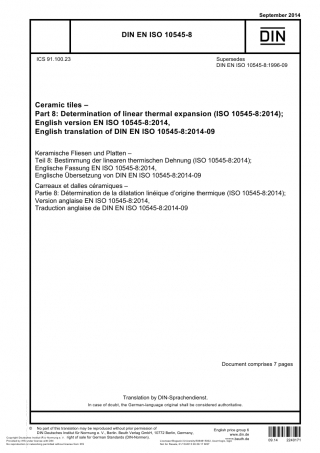 September 2014
DIN EN ISO 10545-8
DIN
ICS 91.100.23
Supersedes
DIN EN ISO 10545-8:1996-09
Ceramic tiles –
Part 8: Determination of linear thermal expansion (ISO 10545-8:2014);
English version EN ISO 10545-8:2014,
English translation of DIN EN ISO 10545-8:2014-09
Keramische Fliesen und Platten –
Teil 8: Bestimmung der linearen thermischen Dehnung (ISO 10545-8:2014);
Englische Fassung EN ISO 10545-8:2014,
Englische Übersetzung von DIN EN ISO 10545-8:2014-09
Carreaux et dalles céramiques –
Partie 8: Détermination de la dilatation linéique d'origine thermique (ISO 10545-8:2014);
Version anglaise EN ISO 10545-8:2014,
Traduction anglaise de DIN EN ISO 10545-8:2014-09
Document comprises 7 pages
Translation by DIN-Sprachendienst.
In case of doubt, the German-language original shall be considered authoritative.
No part of this translation may be reproduced without prior permission of
DIN Deutsches Institut für Normung e. V., Berlin. Beuth Verlag GmbH, 10772 Berlin, Germany,
right of sale for German Standards (DIN-Normen).
English price group 6
www.din.de
www.beuth.de